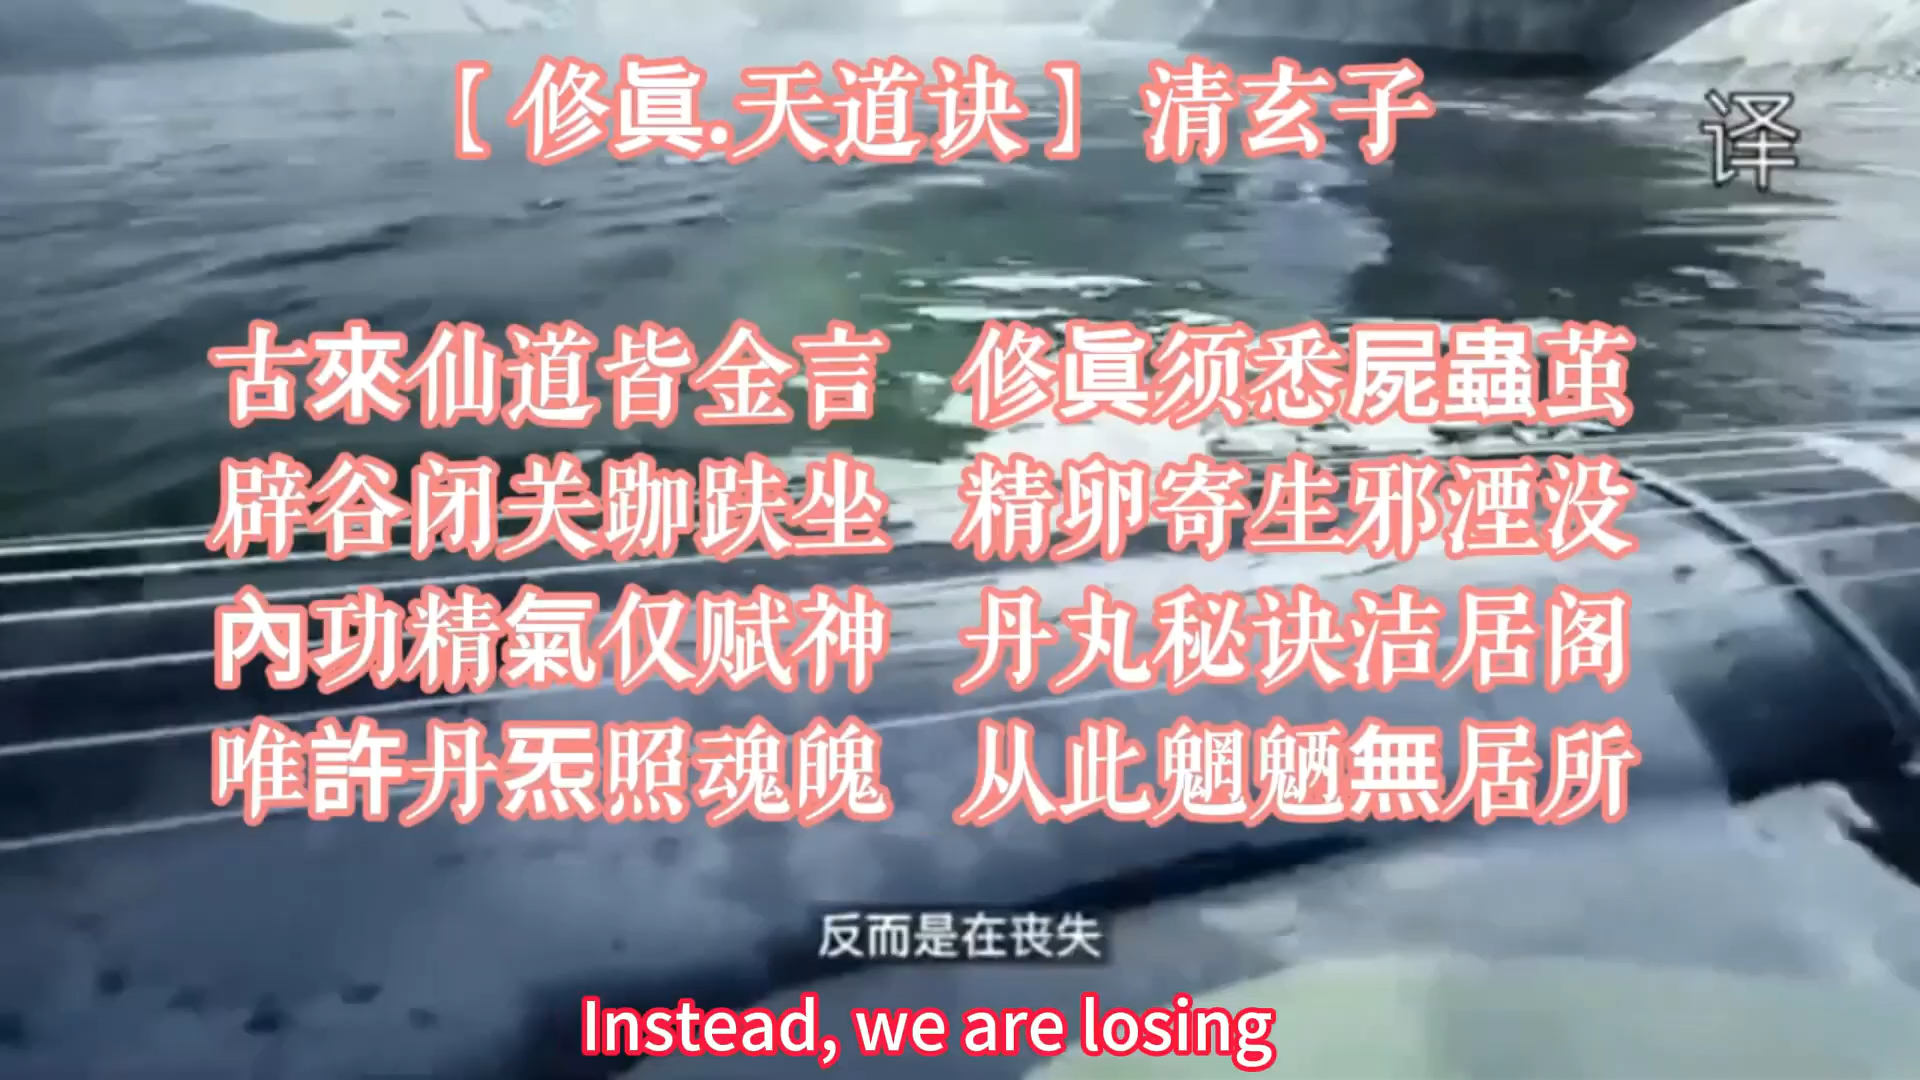 【修眞.天道诀】 清玄子
译
古來仙道皆金言 修眞须悉屍蟲茧
辟谷闭关跏趺坐 精卵寄生邪湮没
內功精氣仅赋神 丹丸秘诀洁居阁
唯許丹炁照魂魄 从此魍魉無居所
反而是在丧失
Instead, we are losing